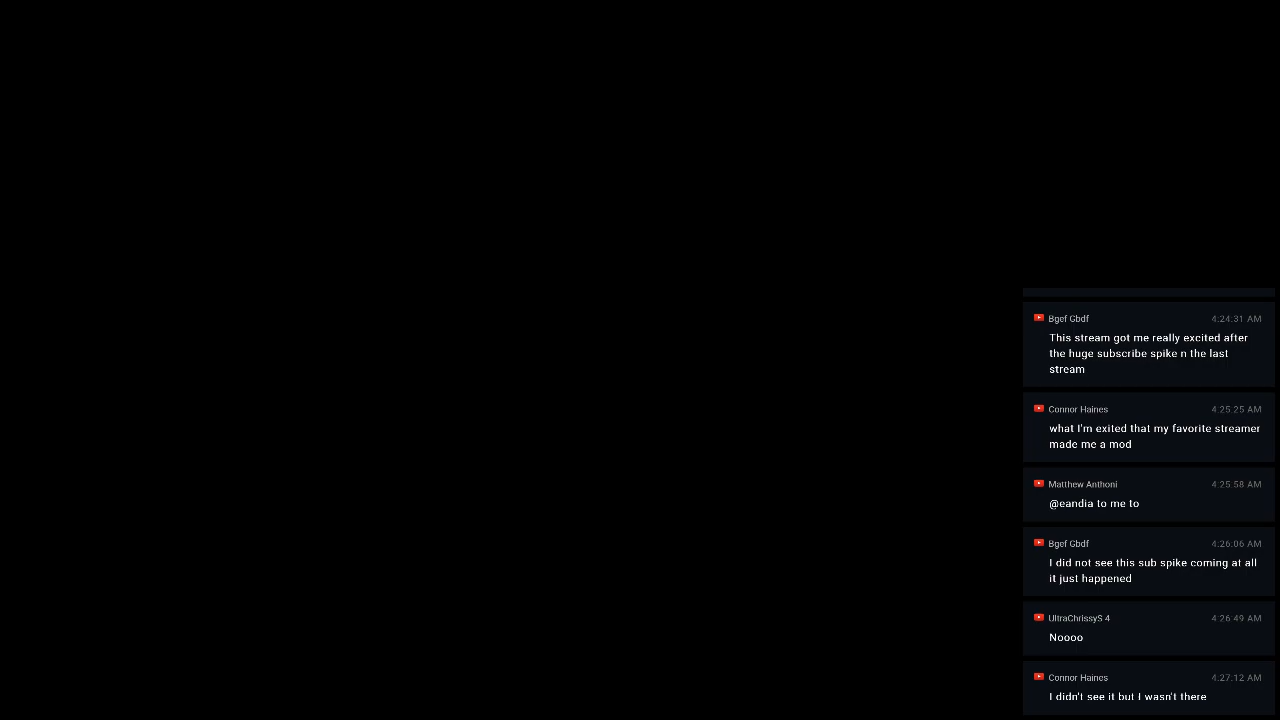 Bgef Gbdf 4:24:31 AM
This stream got me really excited after
the huge subscribe spike n the last
stream
Connor Haines 4:25:25 AM
what I'm exited that my favorite streamer
made me a mod
Matthew Anthoni 4:25:58 AM
@eandia to me to
Bgef Gbdf 4:26:06 AM
I did not see this sub spike coming at all
it just happened
UltraChrissyS 4 4:26:49 AM
Noooo
Connor Haines 4:27:12 AM
I didn't see it but I wasn't there